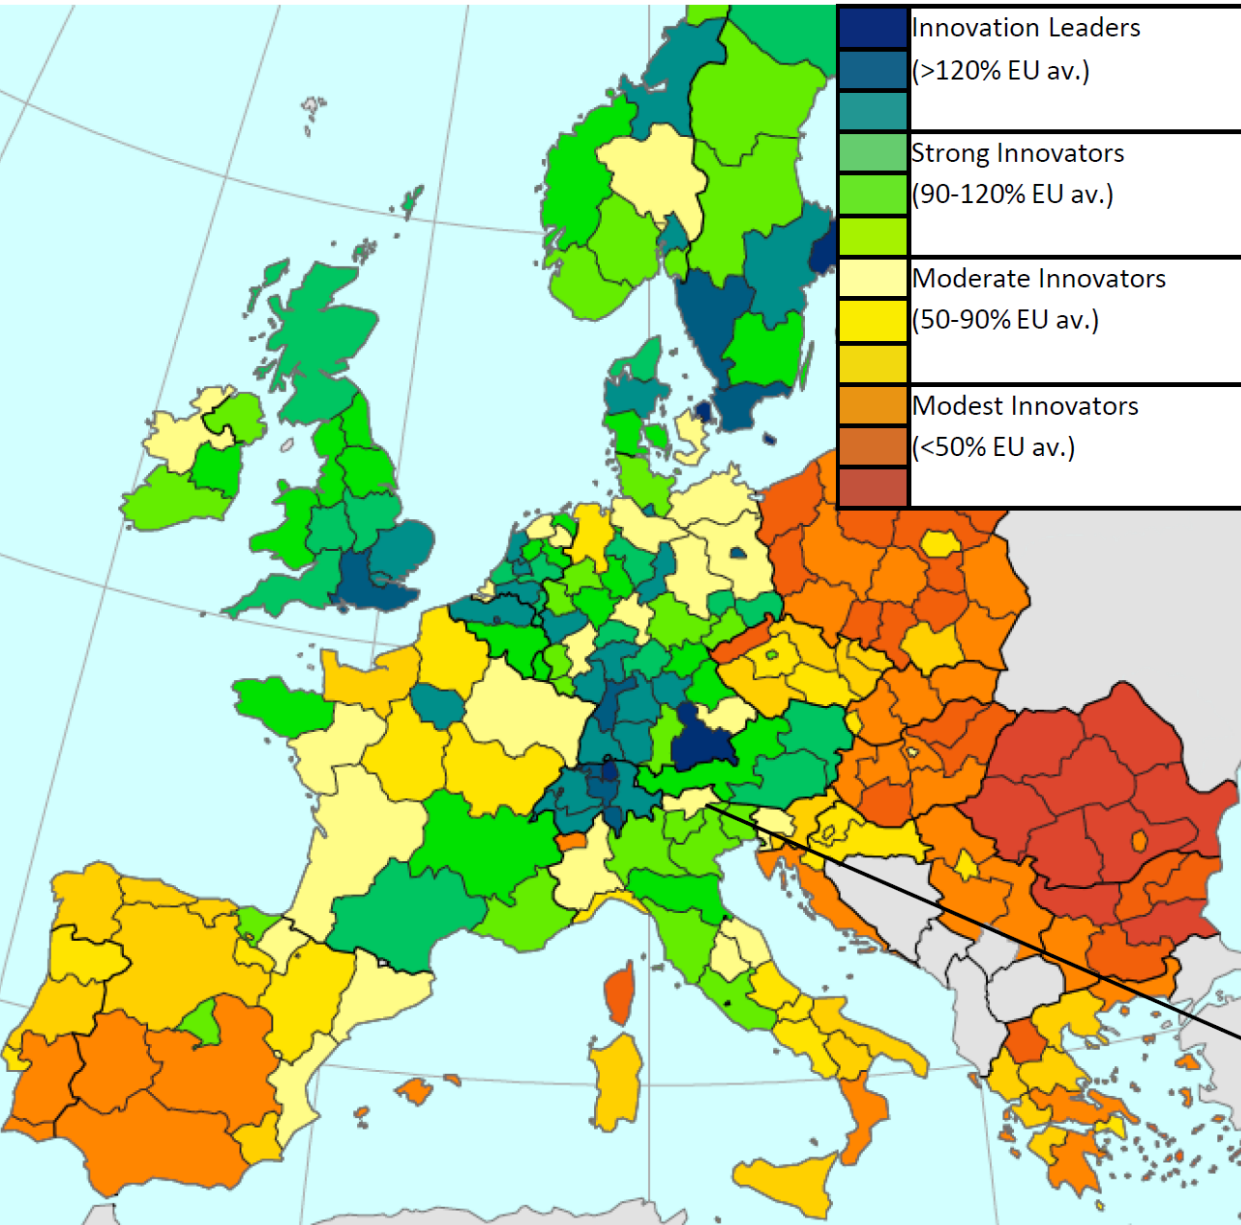 Innovation Leaders
(>120% EU av.)
Strong Innovators
(90-120% EU av.)
Moderate Innovators
(50-90% EU av.)
Modest Innovators
(<50% EU av.)